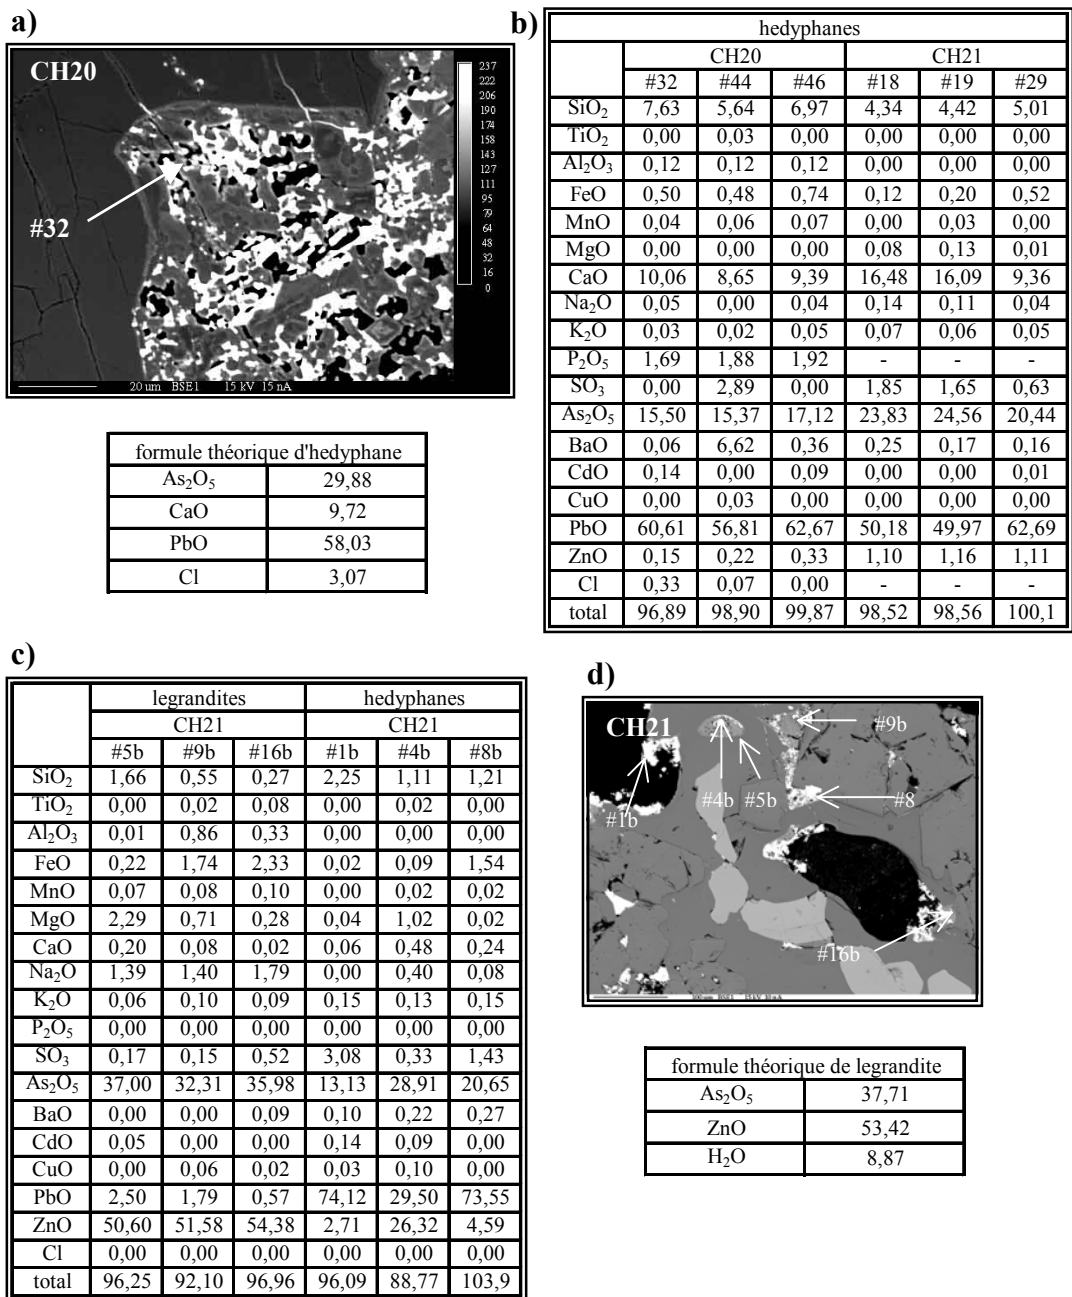 a)
CH20
#32
237
222
206
190
174
158
143
127
111
95
79
64
48
32
16
0
20 um BSE1 15 kV 15 nA
formule théorique d'hedyphane
As2O5 29,88
CaO 9,72
PbO 58,03
Cl 3,07
b)
hedyphanes
CH20 CH21
#32 #44 #46 #18 #19 #29
SiO2 7,63 5,64 6,97 4,34 4,42 5,01
TiO2 0,00 0,03 0,00 0,00 0,00 0,00
Al2O3 0,12 0,12 0,12 0,00 0,00 0,00
FeO 0,50 0,48 0,74 0,12 0,20 0,52
MnO 0,04 0,06 0,07 0,00 0,03 0,00
MgO 0,00 0,00 0,00 0,08 0,13 0,01
CaO 10,06 8,65 9,39 16,48 16,09 9,36
Na2O 0,05 0,00 0,04 0,14 0,11 0,04
K2O 0,03 0,02 0,05 0,07 0,06 0,05
P2O5 1,69 1,88 1,92 - - -
SO3 0,00 2,89 0,00 1,85 1,65 0,63
As2O5 15,50 15,37 17,12 23,83 24,56 20,44
BaO 0,06 6,62 0,36 0,25 0,17 0,16
CdO 0,14 0,00 0,09 0,00 0,00 0,01
CuO 0,00 0,03 0,00 0,00 0,00 0,00
PbO 60,61 56,81 62,67 50,18 49,97 62,69
ZnO 0,15 0,22 0,33 1,10 1,16 1,11
Cl 0,33 0,07 0,00 - - -
total 96,89 98,90 99,87 98,52 98,56 100,1
c)
legrandites hedyphanes
CH21 CH21
#5b #9b #16b #1b #4b #8b
SiO2 1,66 0,55 0,27 2,25 1,11 1,21
TiO2 0,00 0,02 0,08 0,00 0,02 0,00
Al2O3 0,01 0,86 0,33 0,00 0,00 0,00
FeO 0,22 1,74 2,33 0,02 0,09 1,54
MnO 0,07 0,08 0,10 0,00 0,02 0,02
MgO 2,29 0,71 0,28 0,04 1,02 0,02
CaO 0,20 0,08 0,02 0,06 0,48 0,24
Na2O 1,39 1,40 1,79 0,00 0,40 0,08
K2O 0,06 0,10 0,09 0,15 0,13 0,15
P2O5 0,00 0,00 0,00 0,00 0,00 0,00
SO3 0,17 0,15 0,52 3,08 0,33 1,43
As2O5 37,00 32,31 35,98 13,13 28,91 20,65
BaO 0,00 0,00 0,09 0,10 0,22 0,27
CdO 0,05 0,00 0,00 0,14 0,09 0,00
CuO 0,00 0,06 0,02 0,03 0,10 0,00
PbO 2,50 1,79 0,57 74,12 29,50 73,55
ZnO 50,60 51,58 54,38 2,71 26,32 4,59
Cl 0,00 0,00 0,00 0,00 0,00 0,00
total 96,25 92,10 96,96 96,09 88,77 103,9
d)
CH21
#9b
#4b #5b #8
#1b
#16b
100 um BSE1 15 kV 10 nA
formule théorique de legrandite
As2O5 37,71
ZnO 53,42
H2O 8,87